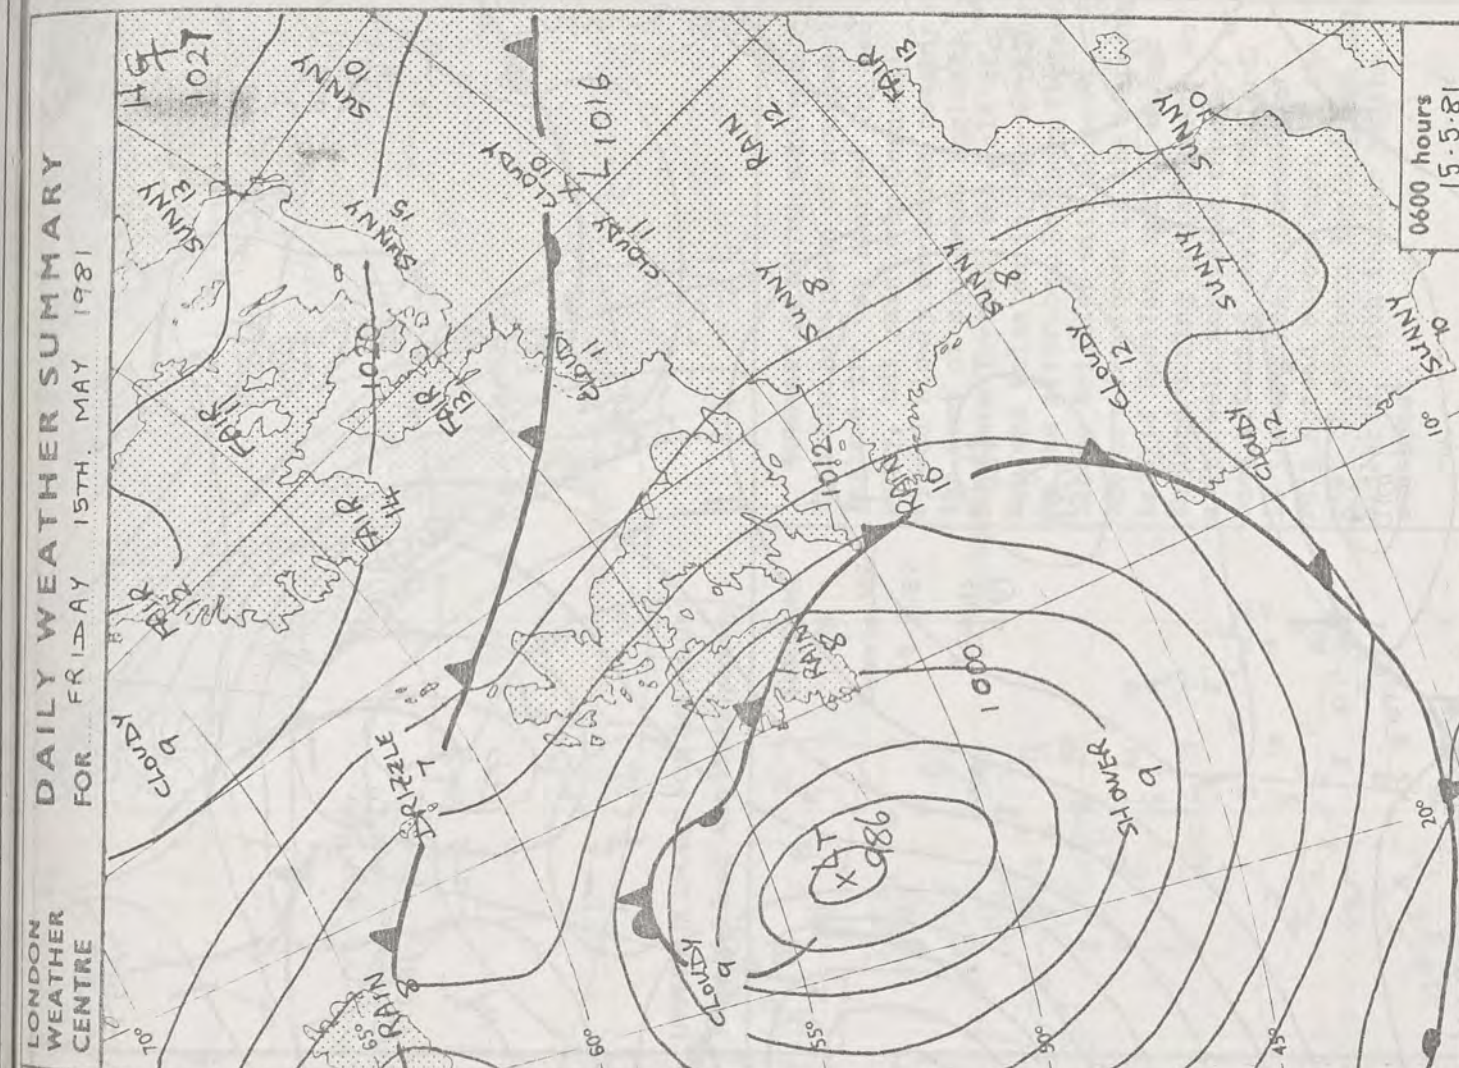 LONDON
WEATHER
CENTRE
DAILY WEATHER SUMMARY
FOR FRIDAY 15TH. MAY 1981
70°
65°
60°
55°
50°
45°
20°
10°
RAIN
8
CLOUDY
9
CLOUDY
9
DRIZZLE
7
LOW
986
SHOWER
9
1000
FAIR
12
FAIR
14
FAIR
11
1020
FAIR
13
RAIN
8
RAIN
10
1012
CLOUDY
11
CLOUDY
11
CLOUDY
10
L 1016
SUNNY
13
SUNNY
15
SUNNY
10
H
1027
RAIN
12
FAIR
13
SUNNY
8
SUNNY
8
CLOUDY
12
CLOUDY
12
SUNNY
7
SUNNY
10
SUNNY
10
0600 hours
15.5.81